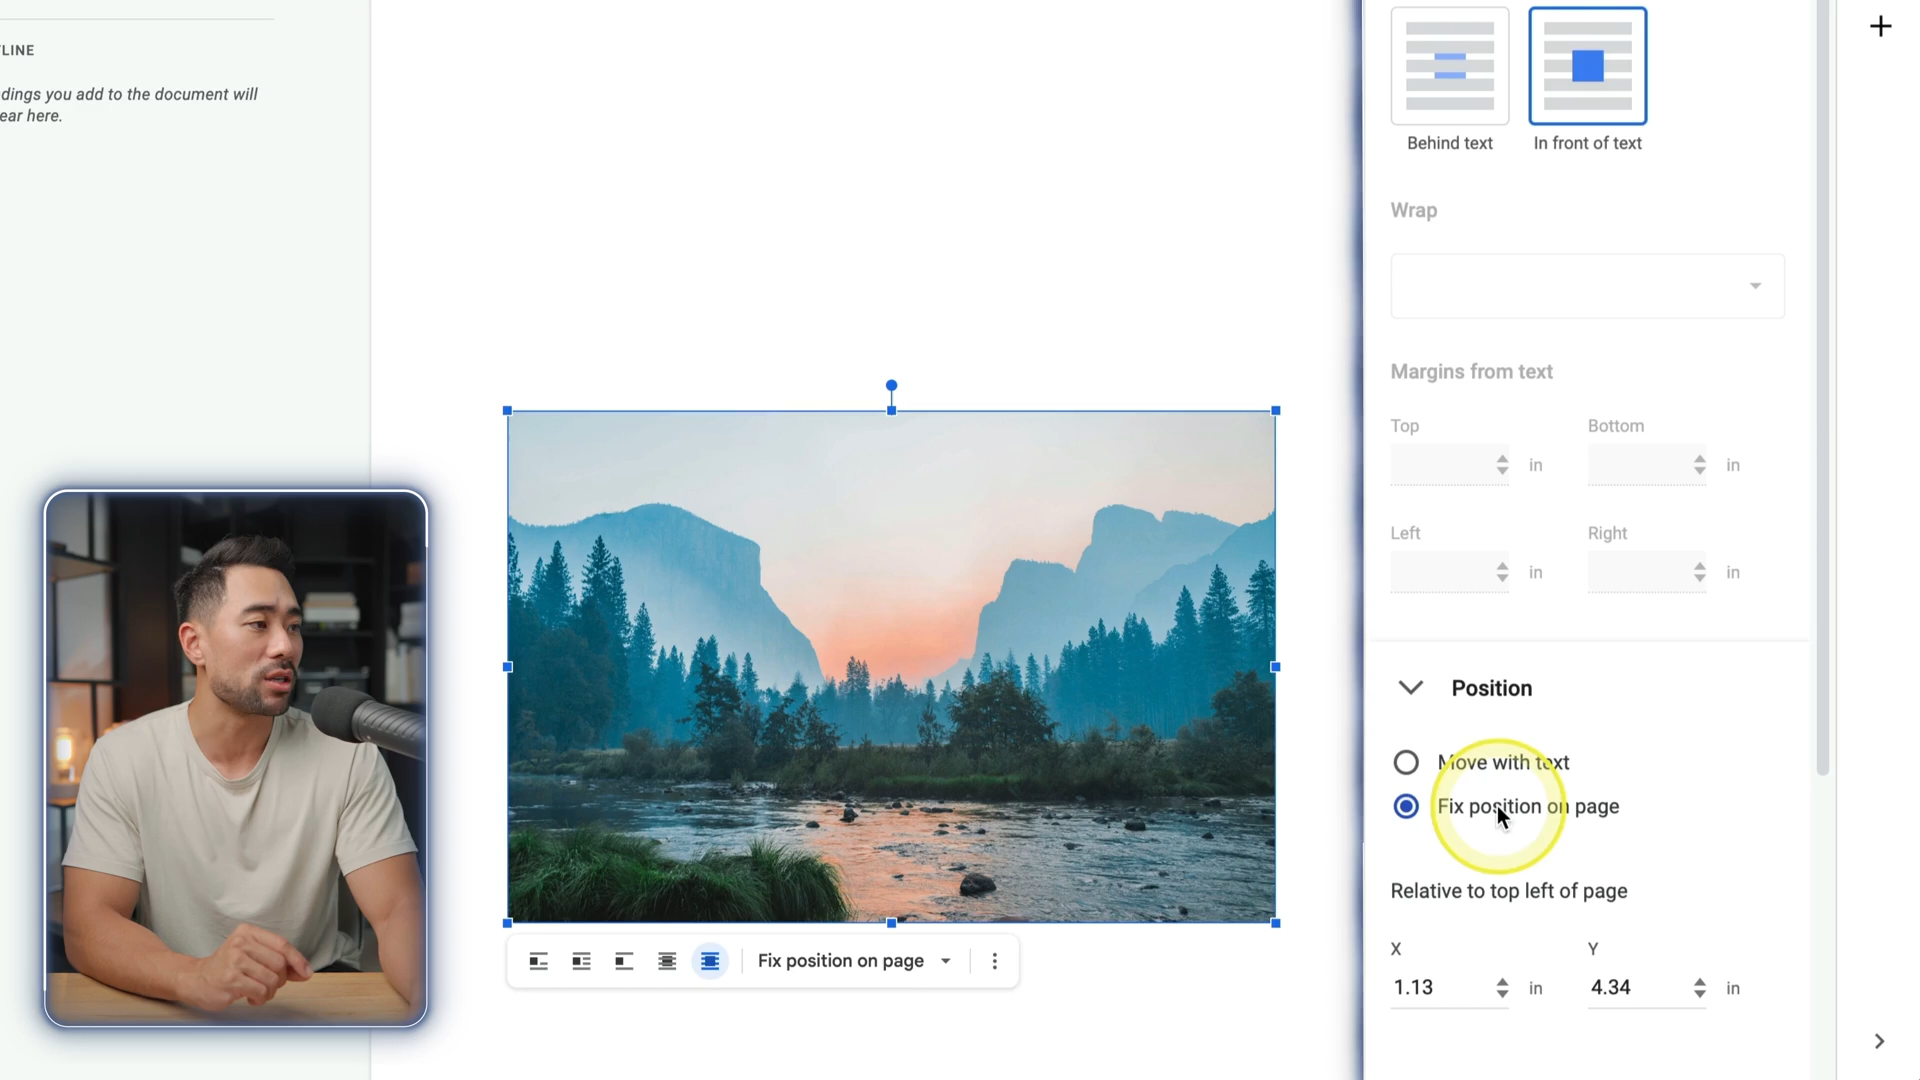 LINE
dings you add to the document will
ear here.
Behind text
In front of text
Wrap
Margins from text
Top
Bottom
in
in
Left
Right
in
in
Position
Move with text
Fix position on page
Relative to top left of page
X
Y
1.13 in
4.34 in
Fix position on page